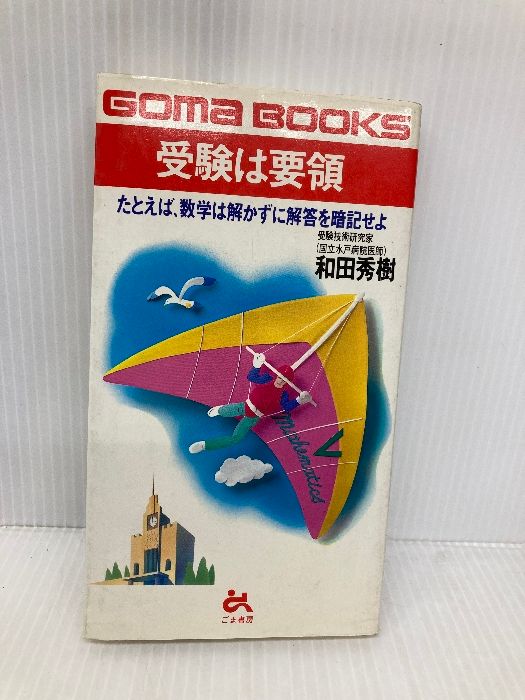 GOMA BOOKS
受験は要領
たとえば、数学は解かずに解答を暗記せよ
受験技術研究家
(国立水戸病院医師)
和田秀樹
Mathematics
V
ごま書房